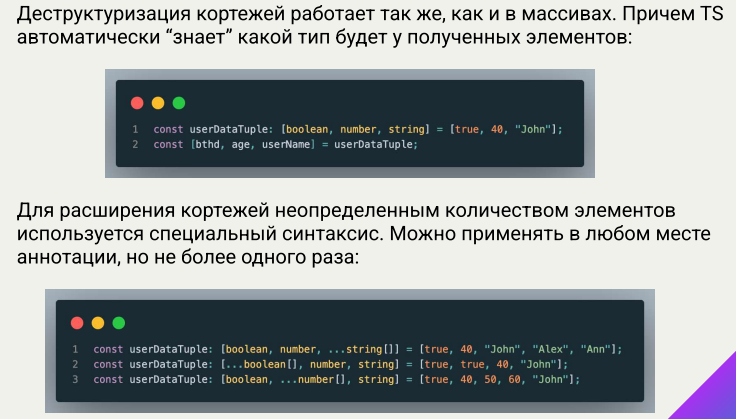 Деструктуризация кортежей работает так же, как и в массивах. Причем TS
автоматически “знает” какой тип будет у полученных элементов:
1 const userDataTuple: [boolean, number, string] = [true, 40, "John"];
2 const [bthd, age, userName] = userDataTuple;
Для расширения кортежей неопределенным количеством элементов
используется специальный синтаксис. Можно применять в любом месте
аннотации, но не более одного раза:
1 const userDataTuple: [boolean, number, ...string[]] = [true, 40, "John", "Alex", "Ann"];
2 const userDataTuple: [...boolean[], number, string] = [true, true, 40, "John"];
3 const userDataTuple: [boolean, ...number[], string] = [true, 40, 50, 60, "John"];